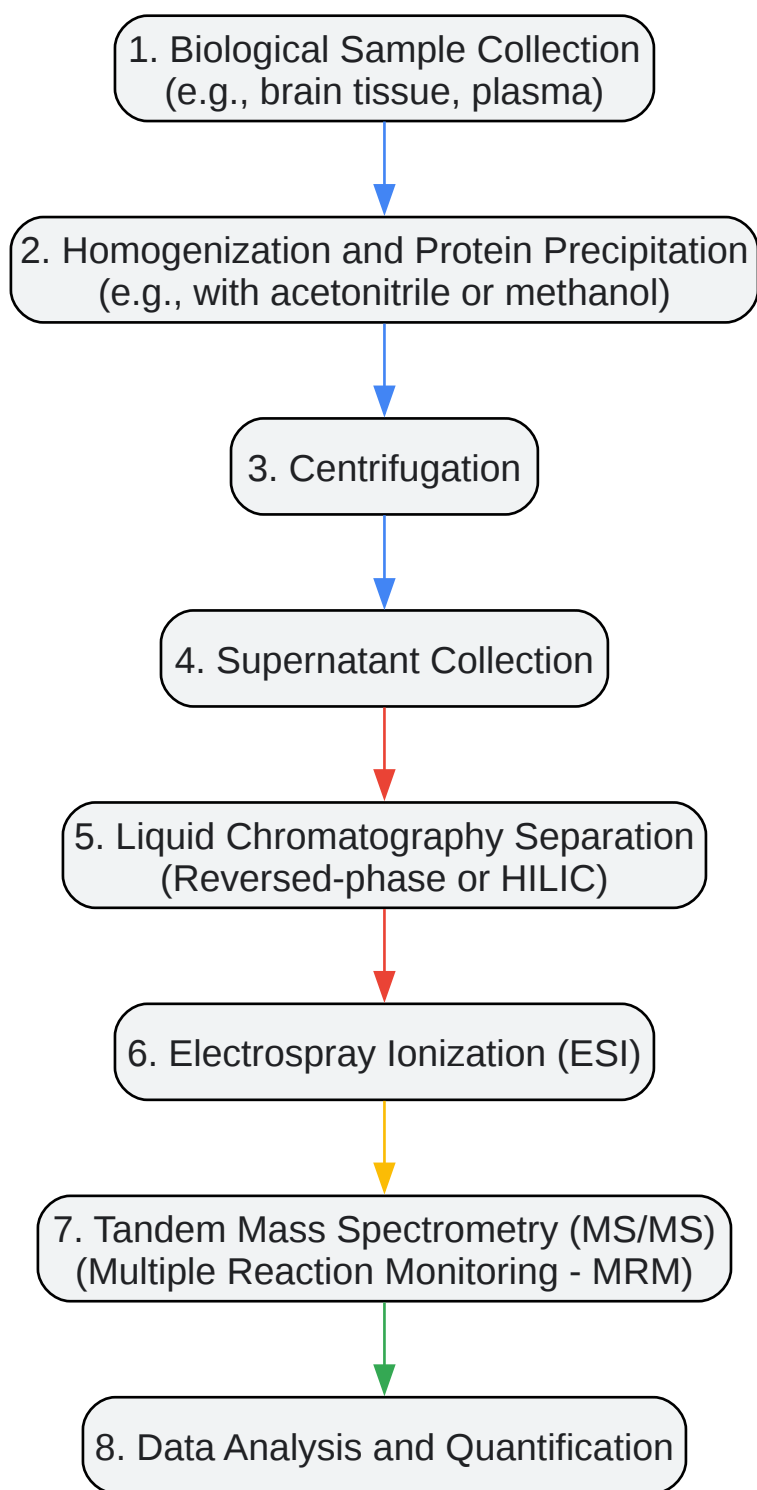 1. Biological Sample Collection
(e.g., brain tissue, plasma)
2. Homogenization and Protein Precipitation
(e.g., with acetonitrile or methanol)
3. Centrifugation
4. Supernatant Collection
5. Liquid Chromatography Separation
(Reversed-phase or HILIC)
6. Electrospray Ionization (ESI)
7. Tandem Mass Spectrometry (MS/MS)
(Multiple Reaction Monitoring - MRM)
8. Data Analysis and Quantification